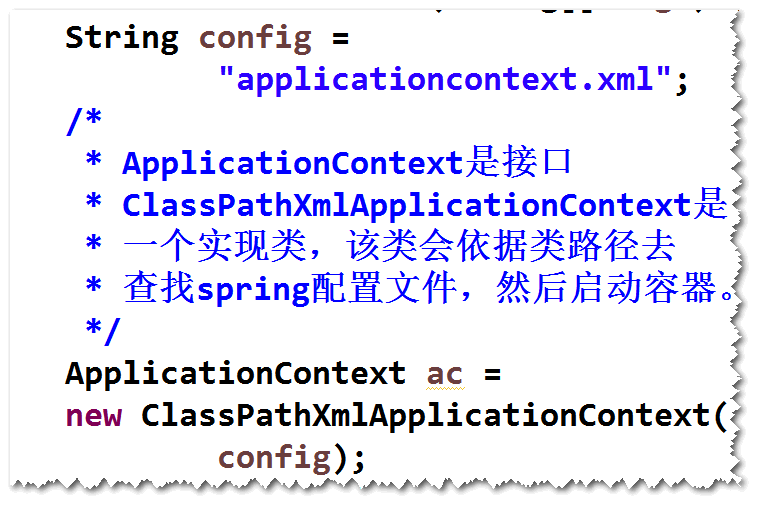 String config =
"applicationcontext.xml";
/*
* ApplicationContext是接口
* ClassPathXmlApplicationContext是
* 一个实现类，该类会依据类路径去
* 查找spring配置文件，然后启动容器。
*/
ApplicationContext ac =
new ClassPathXmlApplicationContext(
config);